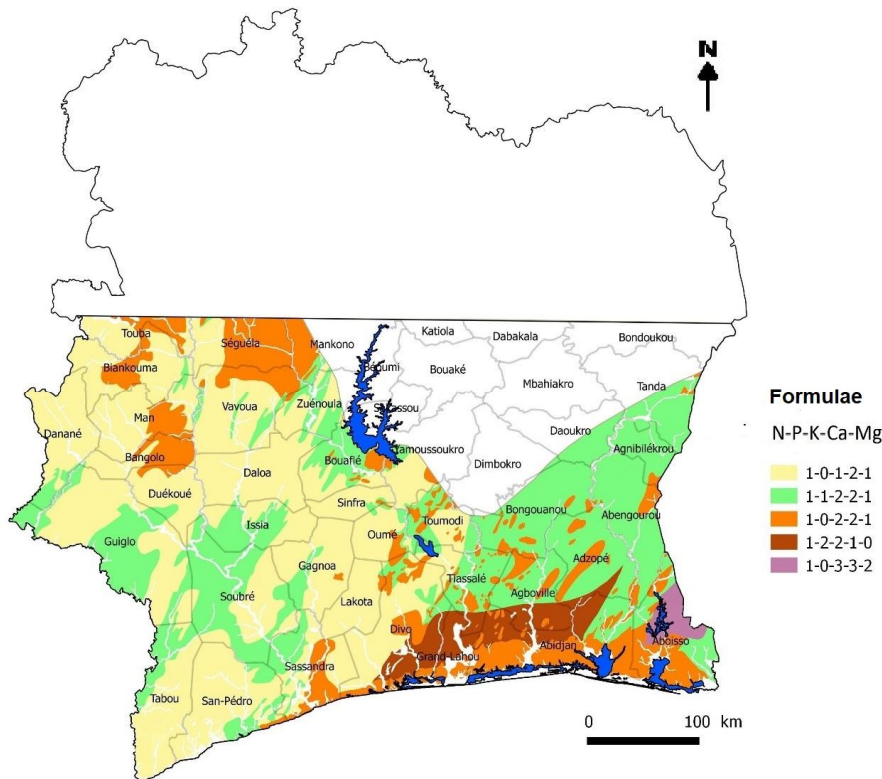 N
Katiola
Dabakala
Bondoukou
Touba
Séguéla
Mankono
Biankouma
Béoumi
Bouaké
Mbahiakro
Tanda
Man
Vavoua
Zuénoula
Sakassou
Daoukro
Danané
Bangolo
Daloa
Bouaflé
Yamoussoukro
Dimbokro
Agnibilékrou
Duékoué
Sinfra
Toumodi
Bongouanou
Abengourou
Guiglo
Issia
Oumé
Gagnoa
Tiassalé
Adzopé
Soubré
Lakota
Agboville
Divo
Aboisso
Sassandra
Grand-Lahou
Abidjan
Tabou
San-Pédro
0 100 km
Formulae
N-P-K-Ca-Mg
1-0-1-2-1
1-1-2-2-1
1-0-2-2-1
1-2-2-1-0
1-0-3-3-2